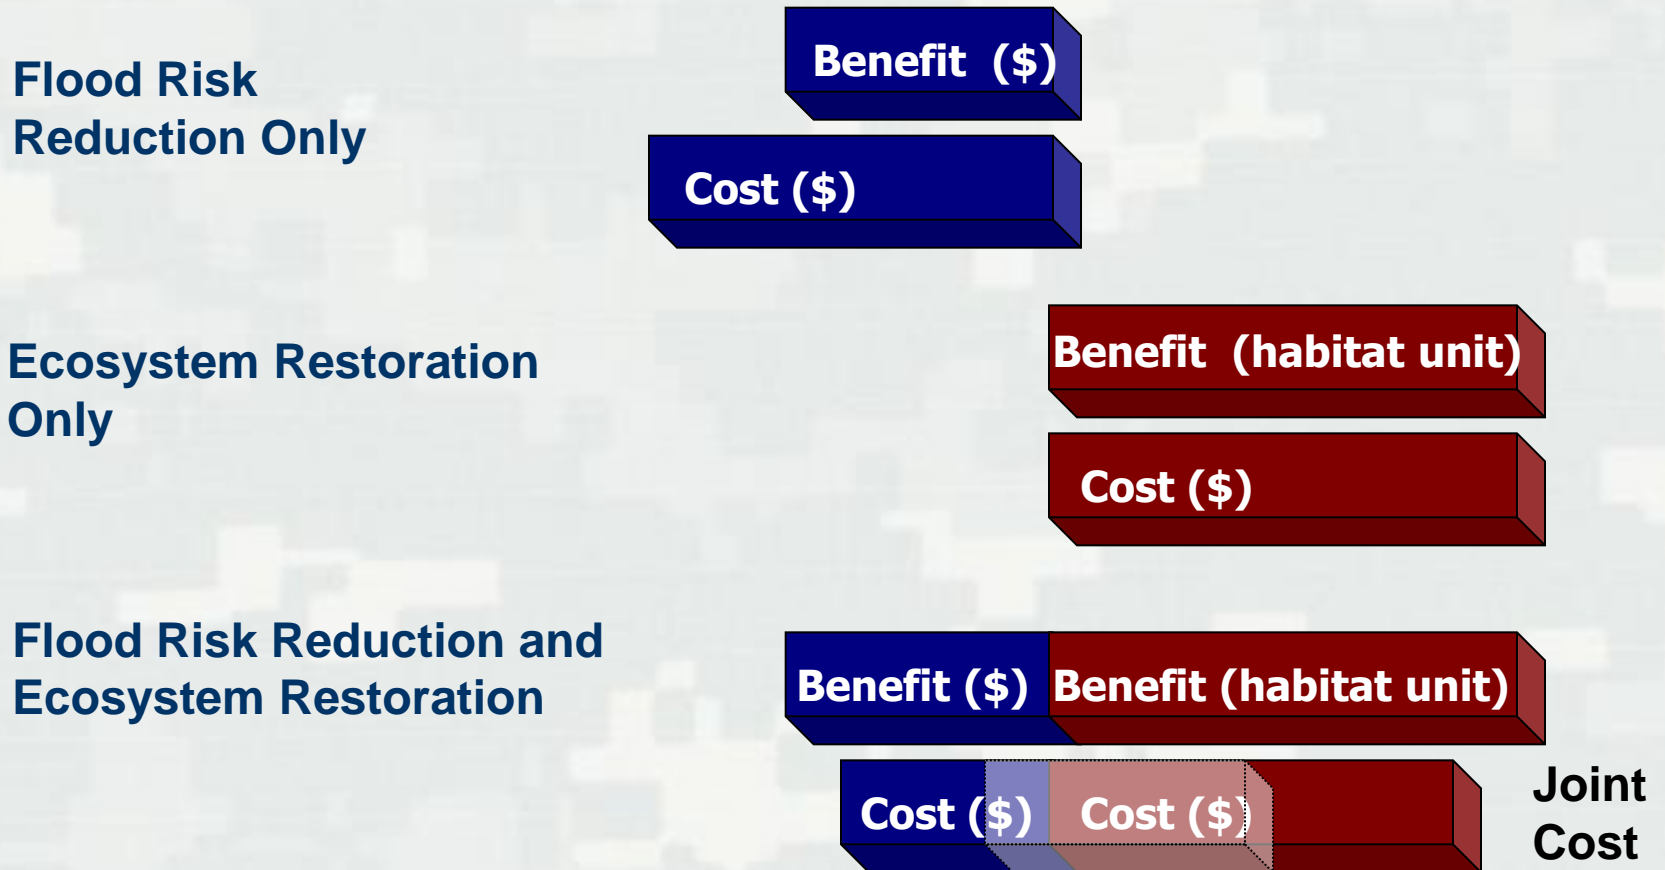 Flood Risk
Reduction Only
Benefit  ($)
Cost ($)
Ecosystem Restoration
Only
Benefit  (habitat unit)
Cost ($)
Flood Risk Reduction and
Ecosystem Restoration
Benefit ($)
Benefit (habitat unit)
Cost ($)
Cost ($)
Joint
Cost